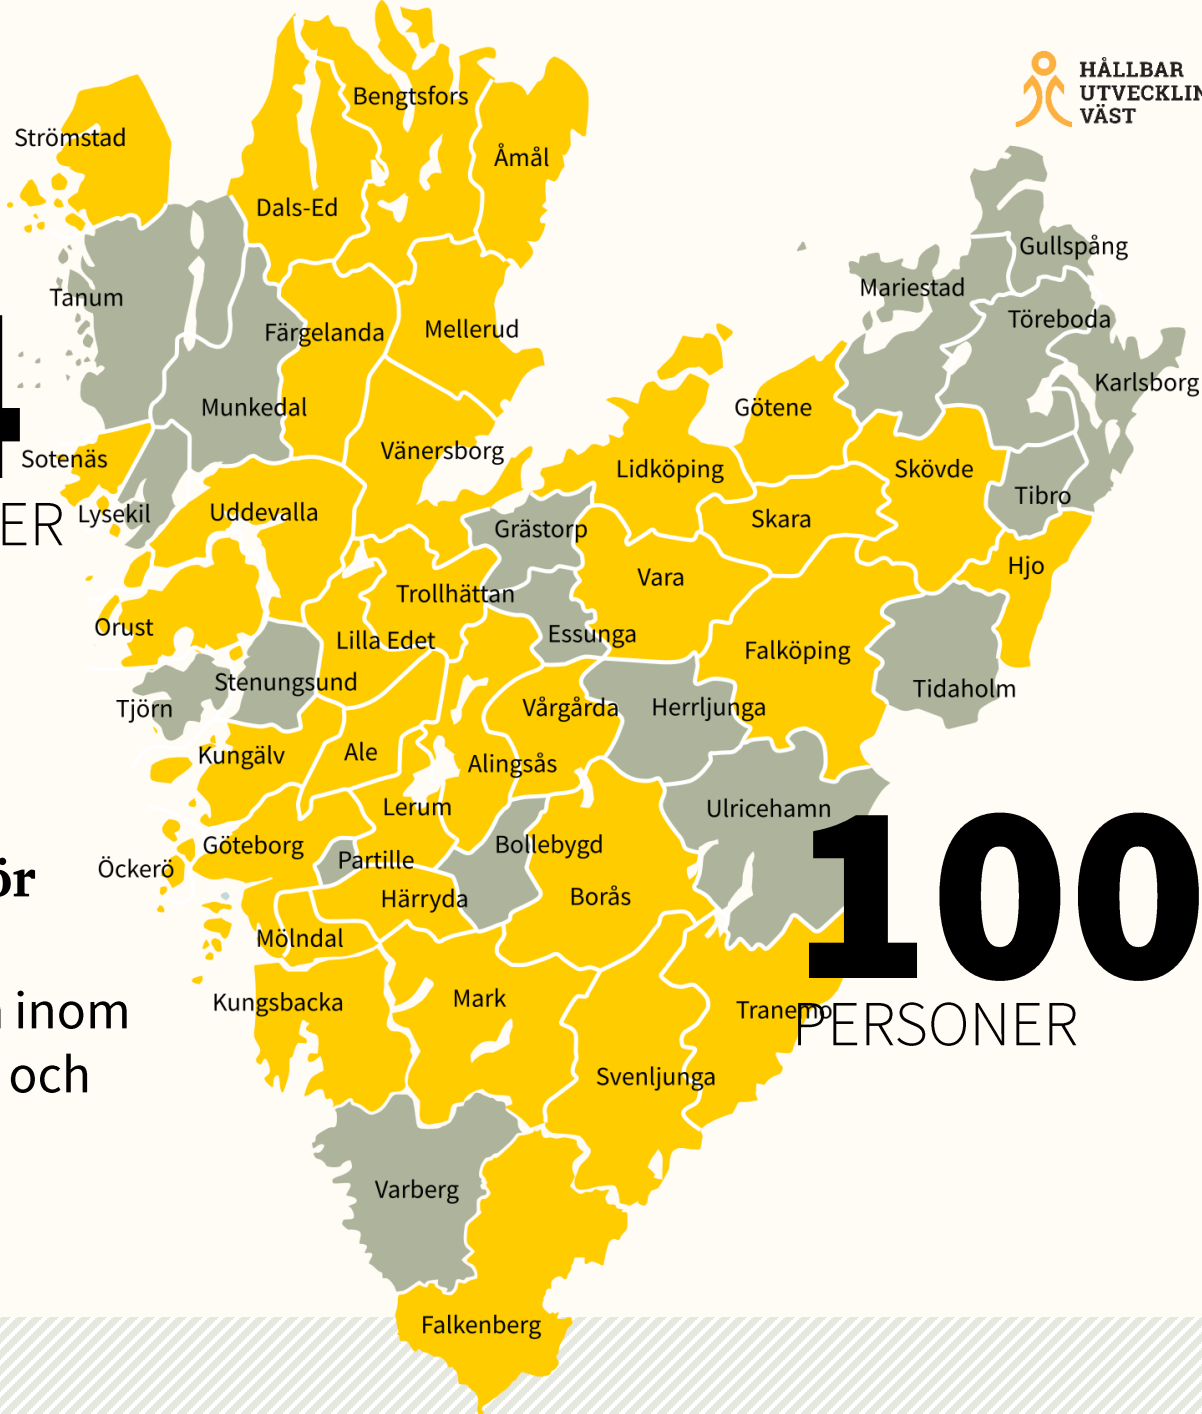 HÅLLBAR
UTVECKLIN
VÄST
Bengtsfors
Strömstad
Åmål
Dals-Ed
Gullspång
Mariestad
Tanum
Töreboda
Färgelanda
Mellerud
Karlsborg
Munkedal
Götene
4
Vänersborg
Sotenäs
Lidköping
Skövde
Tibro
Uddevalla
Lysekil
Skara
ER
Grästorp
Hjo
Vara
Trollhättan
Orust
Essunga
Lilla Edet
Falköping
Stenungsund
Tidaholm
Tjörn
Vårgårda
Herrljunga
Kungälv
Ale
Alingsås
Lerum
Ulricehamn
Göteborg
Bollebygd
Partille
Öckerö
ör
Härryda
Borås
100
Mölndal
Kungsbacka
Mark
Tranemo
inom
PERSONER
och
Svenljunga
Varberg
Falkenberg